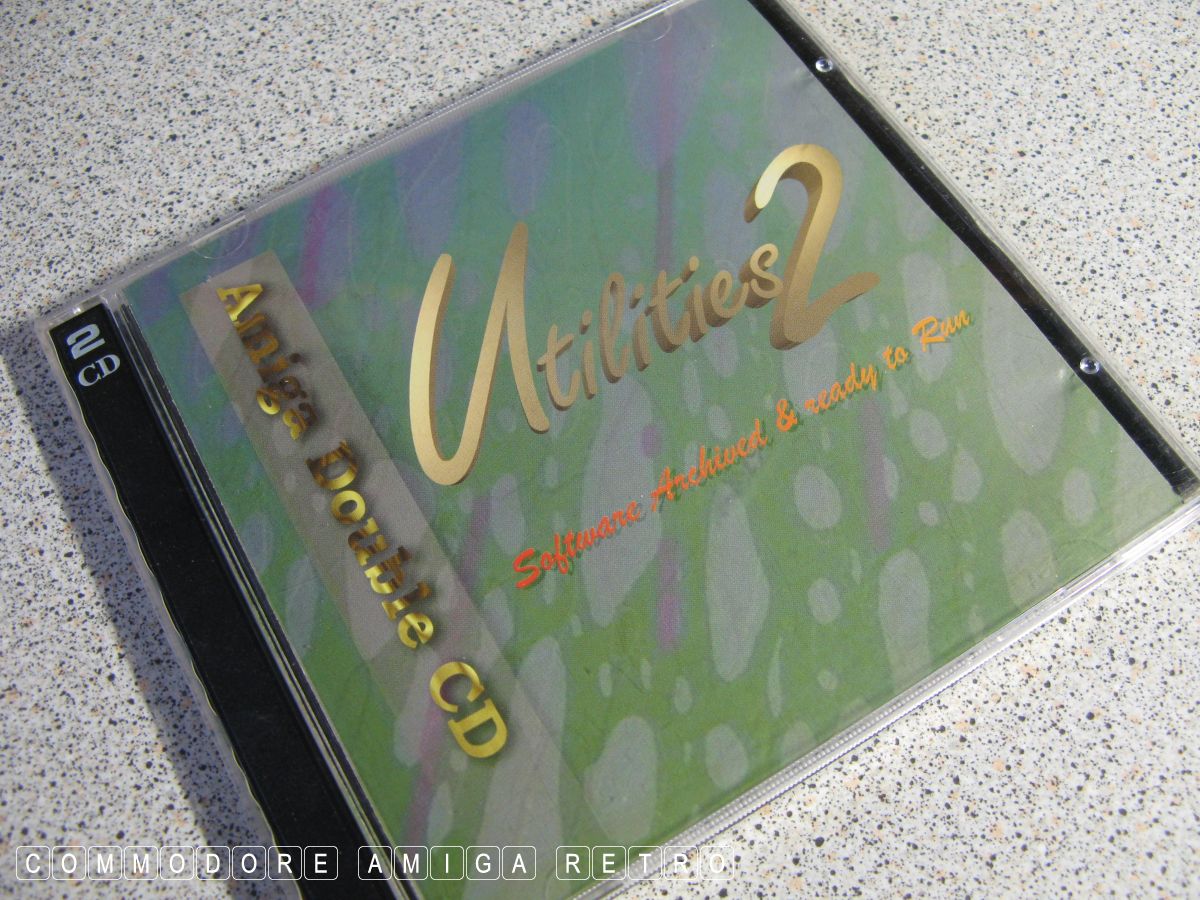 2
CD
Amiga Double CD
Utilities 2
Software Archived & ready to Run
COMMODORE AMIGA RETRO